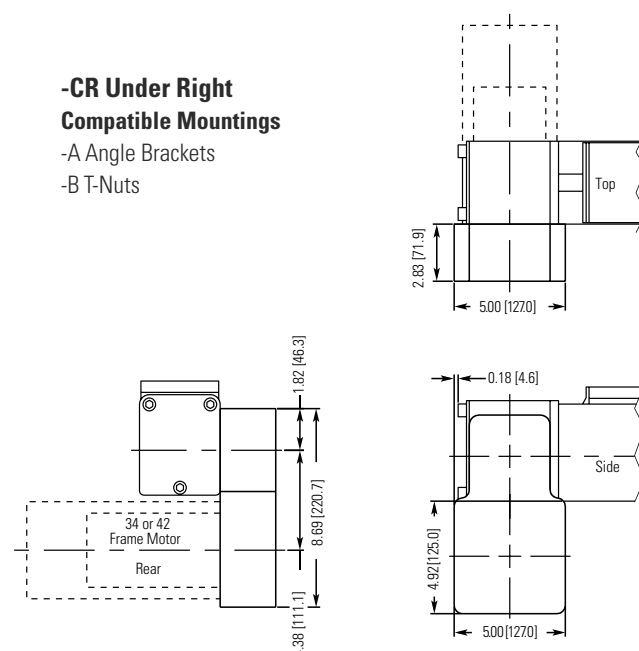 -CR Under Right
Compatible Mountings
-A Angle Brackets
-B T-Nuts
Top
2.83 [71.9]
5.00 [127.0]
1.82 [46.3]
8.69 [220.7]
.38 [111.1]
34 or 42
Frame Motor
Rear
0.18 [4.6]
Side
4.92[125.0]
5.00[127.0]